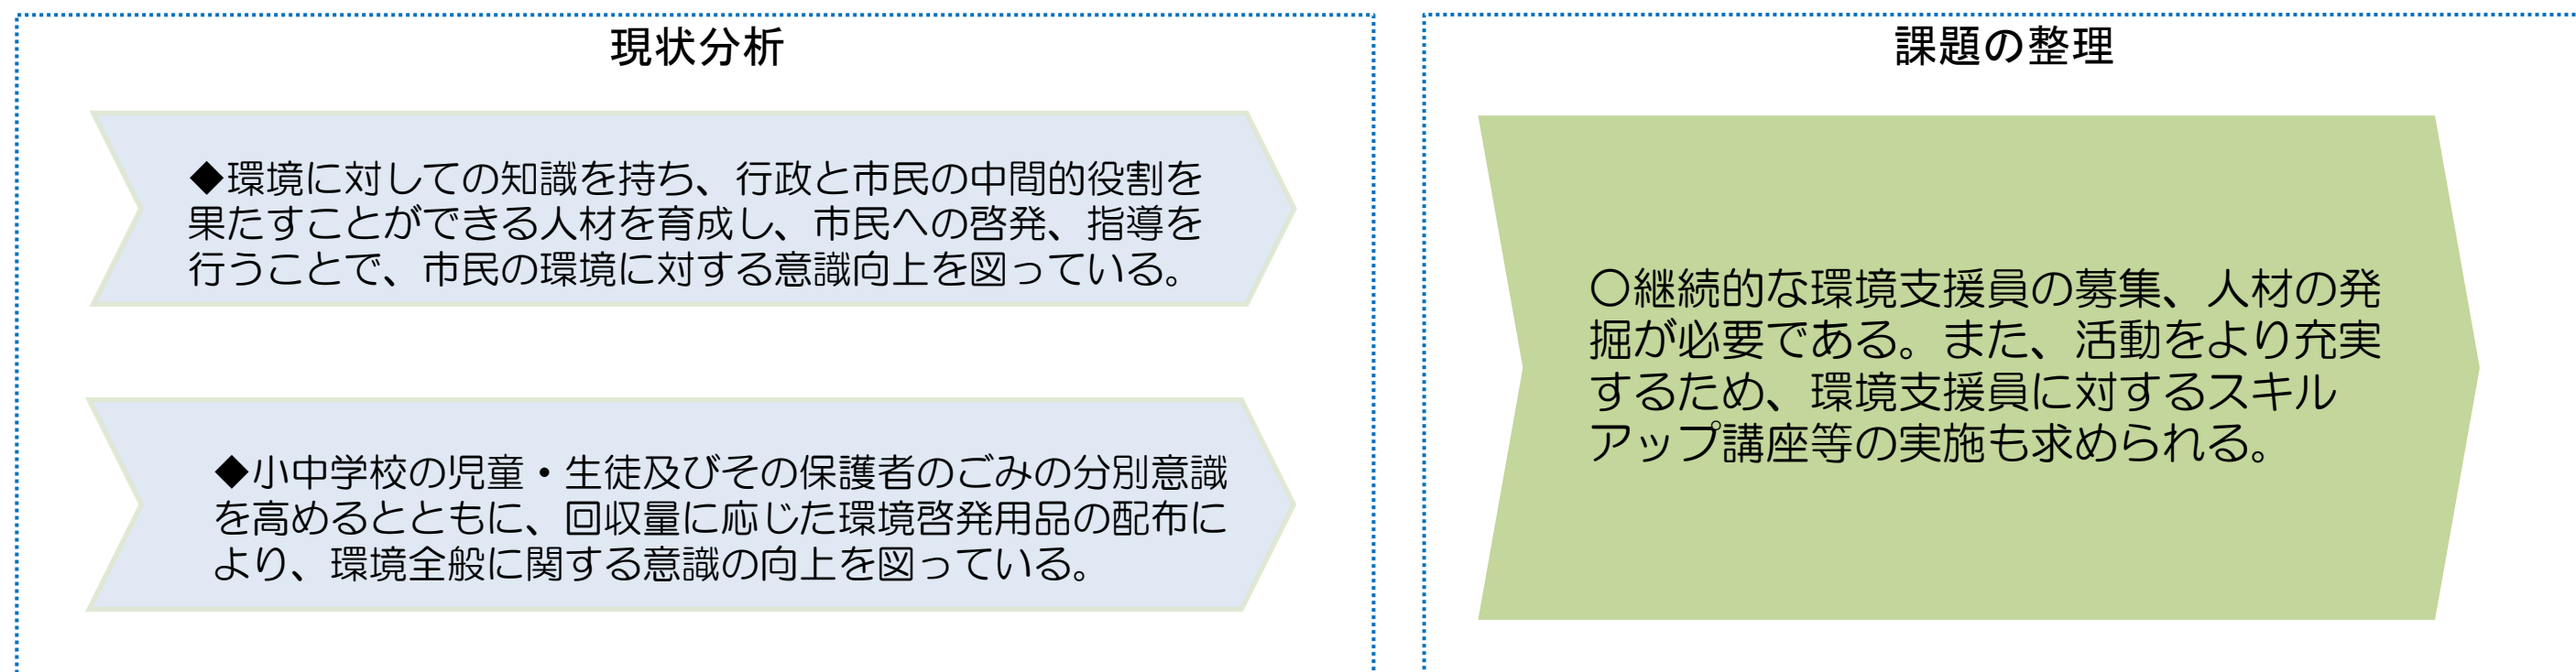 現状分析
◆環境に対しての知識を持ち、行政と市民の中間的役割を
果たすことができる人材を育成し、市民への啓発、指導を
行うことで、市民の環境に対する意識向上を図っている。
◆小中学校の児童・生徒及びその保護者のごみの分別意識
を高めるとともに、回収量に応じた環境啓発用品の配布に
より、環境全般に関する意識の向上を図っている。
課題の整理
〇継続的な環境支援員の募集、人材の発
掘が必要である。また、活動をより充実
するため、環境支援員に対するスキル
アップ講座等の実施も求められる。